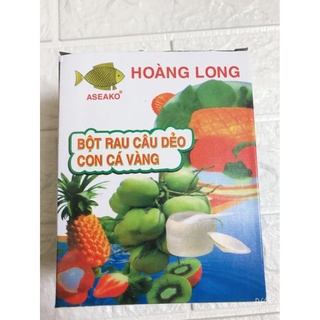 HOÀNG LONG
ASEAKO®
BỘT RAU CÂU DẺO
CON CÁ VÀNG